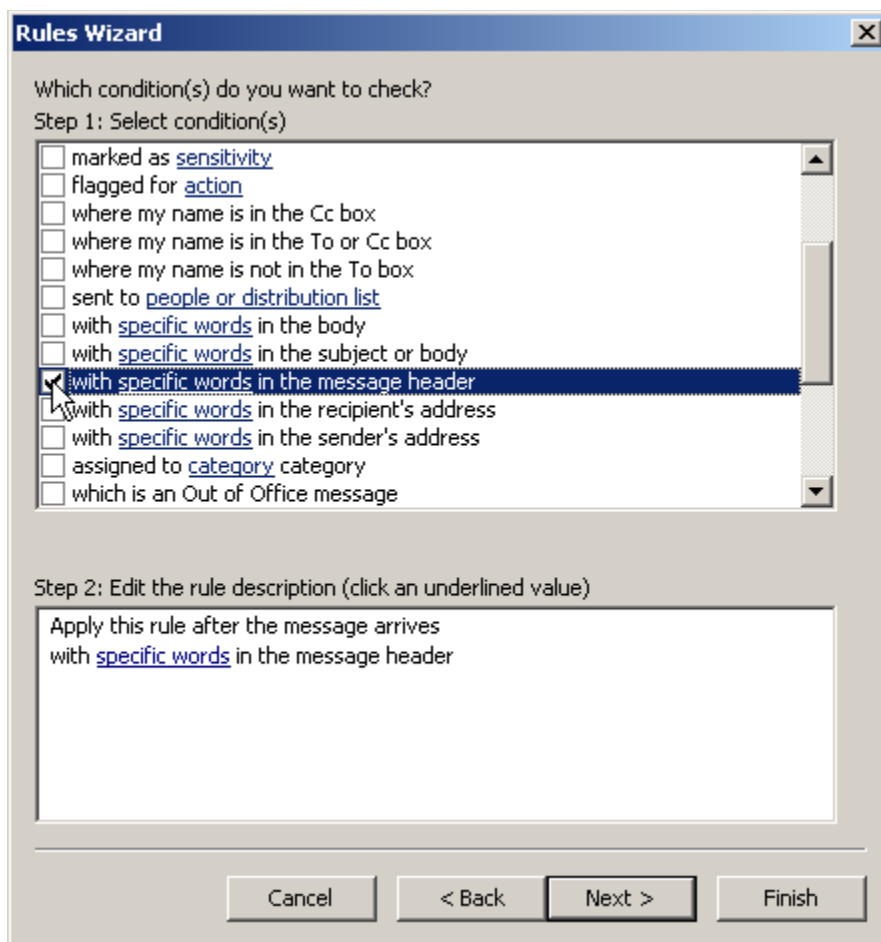 Rules Wizard
Which condition(s) do you want to check?
Step 1: Select condition(s)
marked as sensitivity
flagged for action
where my name is in the Cc box
where my name is in the To or Cc box
where my name is not in the To box
sent to people or distribution list
with specific words in the body
with specific words in the subject or body
with specific words in the message header
with specific words in the recipient's address
with specific words in the sender's address
assigned to category category
which is an Out of Office message
Step 2: Edit the rule description (click an underlined value)
Apply this rule after the message arrives
with specific words in the message header
Cancel < Back Next > Finish